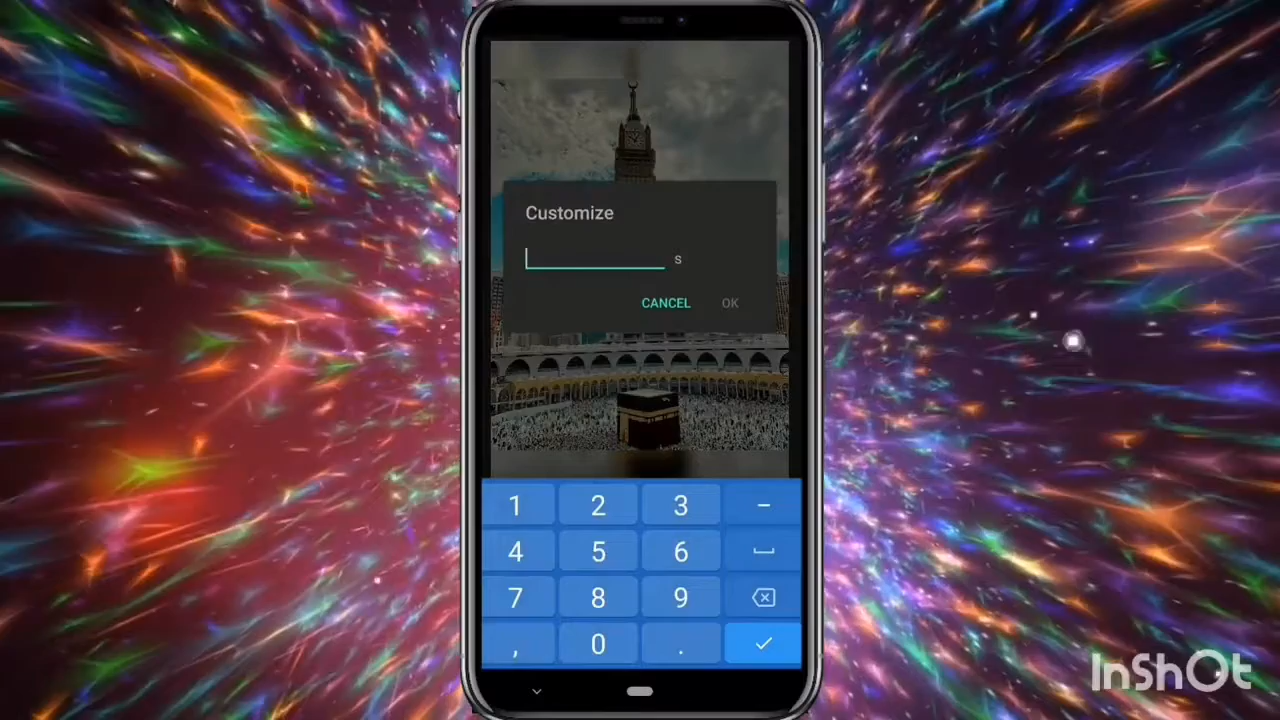 Customize
s
CANCEL OK
1 2 3 -
4 5 6
7 8 9
, 0 .
InShOt